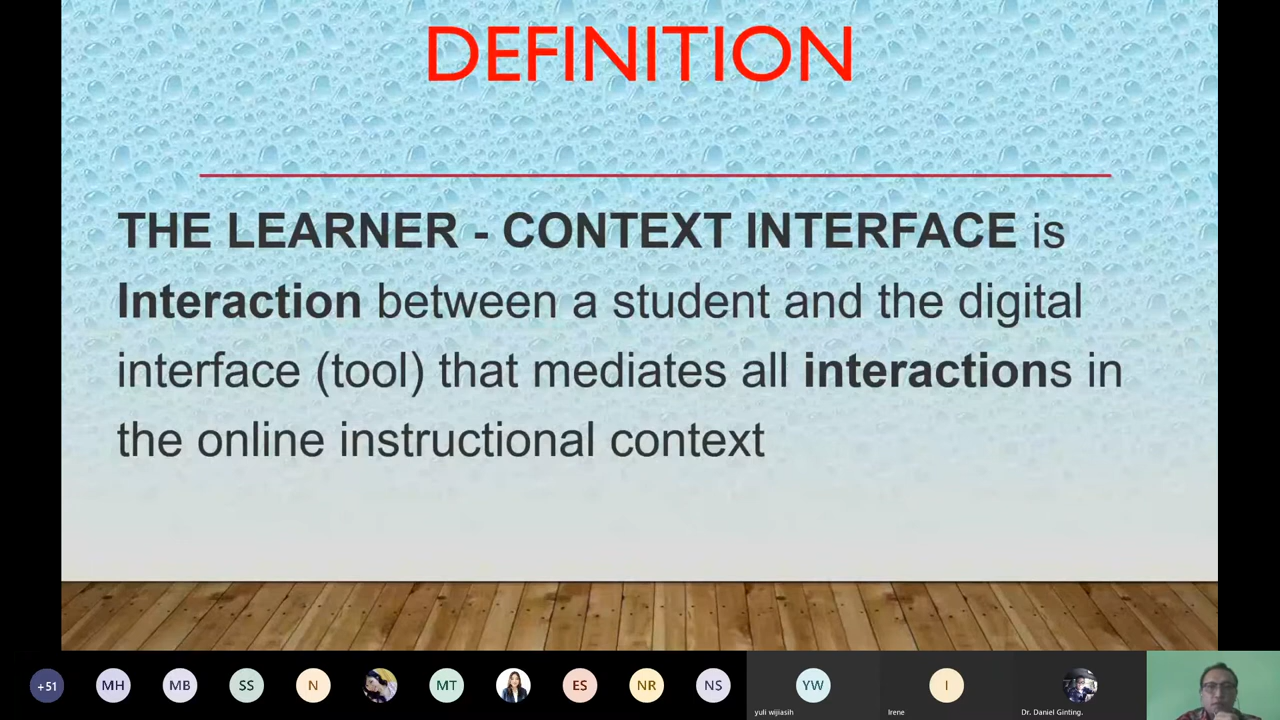 DEFINITION
THE LEARNER - CONTEXT INTERFACE is
Interaction between a student and the digital
interface (tool) that mediates all interactions in
the online instructional context
+51
MH
MB
SS
N
MT
ES
NR
NS
YW
I
yuli wijiasih
Irene
Dr. Daniel Ginting.